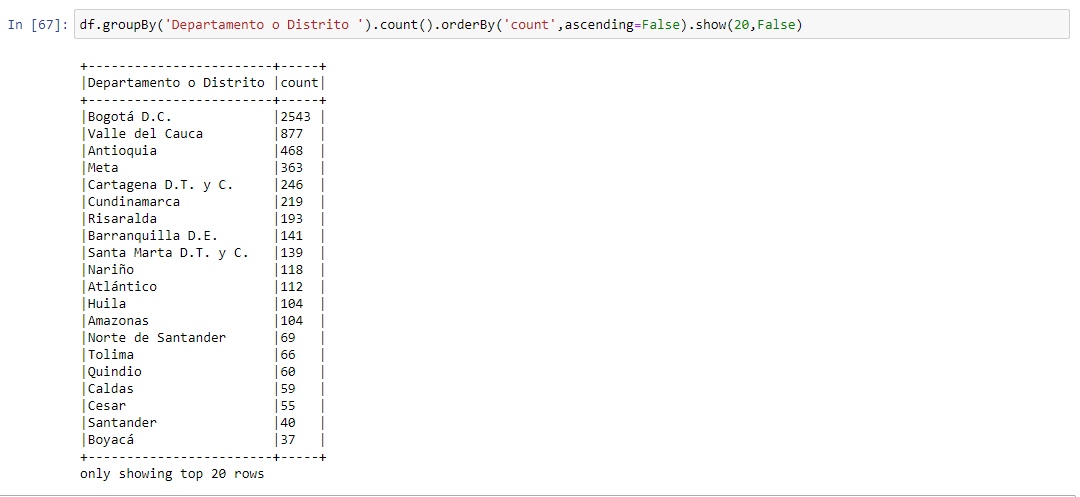 In [67]: df.groupBy('Departamento o Distrito ').count().orderBy('count',ascending=False).show(20,False)
+------------------------+-----+
|Departamento o Distrito |count|
+------------------------+-----+
|Bogotá D.C.             |2543 |
|Valle del Cauca         |877  |
|Antioquia               |468  |
|Meta                    |363  |
|Cartagena D.T. y C.     |246  |
|Cundinamarca            |219  |
|Risaralda               |193  |
|Barranquilla D.E.       |141  |
|Santa Marta D.T. y C.   |139  |
|Nariño                  |118  |
|Atlántico               |112  |
|Huila                   |104  |
|Amazonas                |104  |
|Norte de Santander      |69   |
|Tolima                  |66   |
|Quindio                 |60   |
|Caldas                  |59   |
|Cesar                   |55   |
|Santander               |40   |
|Boyacá                  |37   |
+------------------------+-----+
only showing top 20 rows